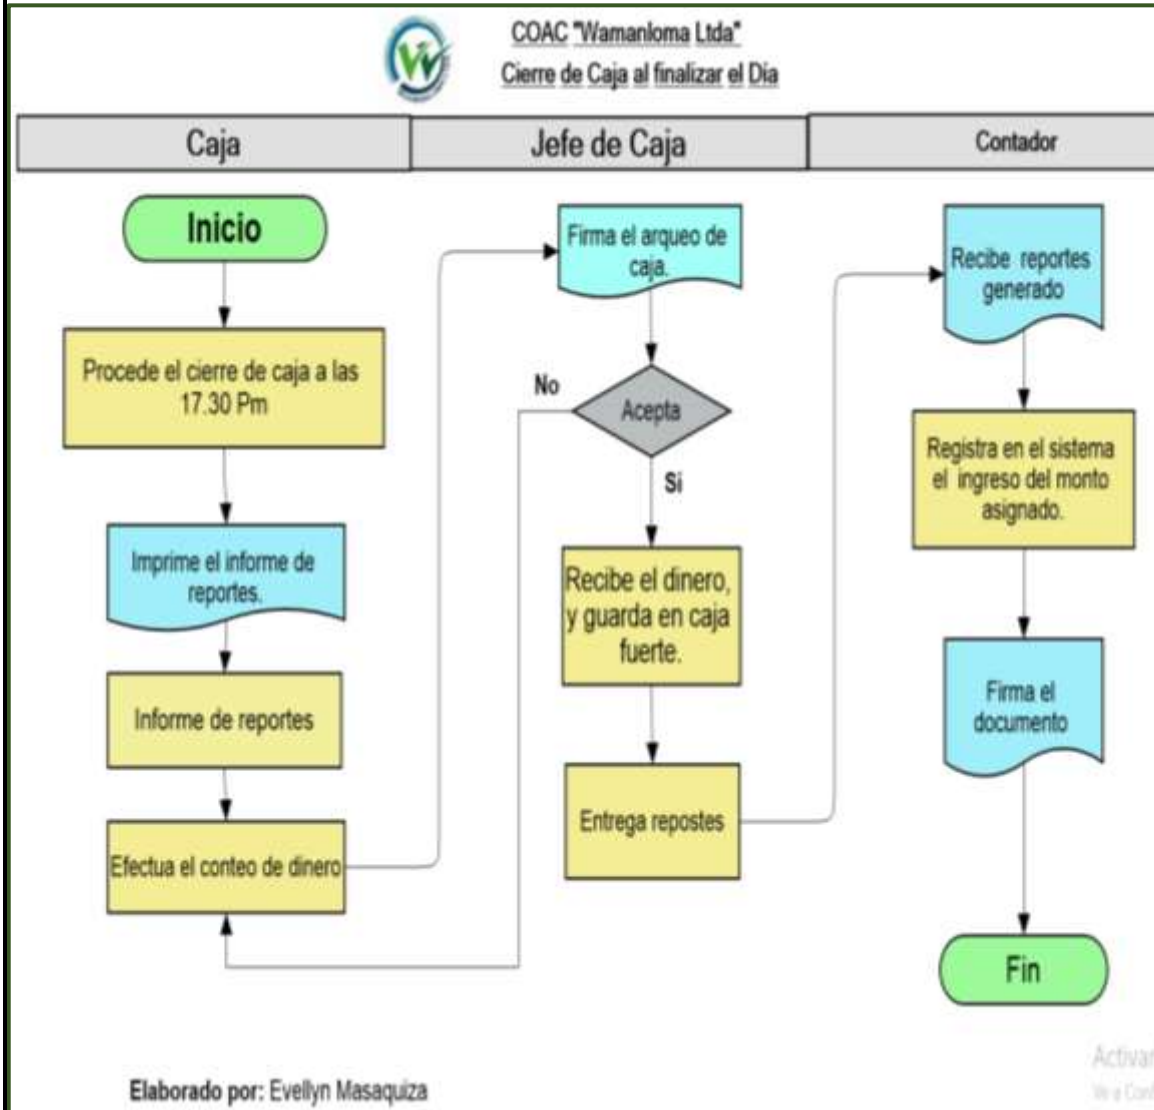 COAC "Wamanloma Ltda"
Cierre de Caja al finalizar el Día
Caja
Jefe de Caja
Contador
Inicio
Procede el cierre de caja a las
17.30 Pm
Imprime el informe de
reportes.
Informe de reportes
Efectua el conteo de dinero
Firma el arqueo de
caja.
Acepta
No
Si
Recibe el dinero,
y guarda en caja
fuerte.
Entrega repostes
Recibe reportes
generado
Registra en el sistema
el ingreso del monto
asignado.
Firma el
documento
Fin
Elaborado por: Evellyn Masaquiza
Activar
Ve a Conf